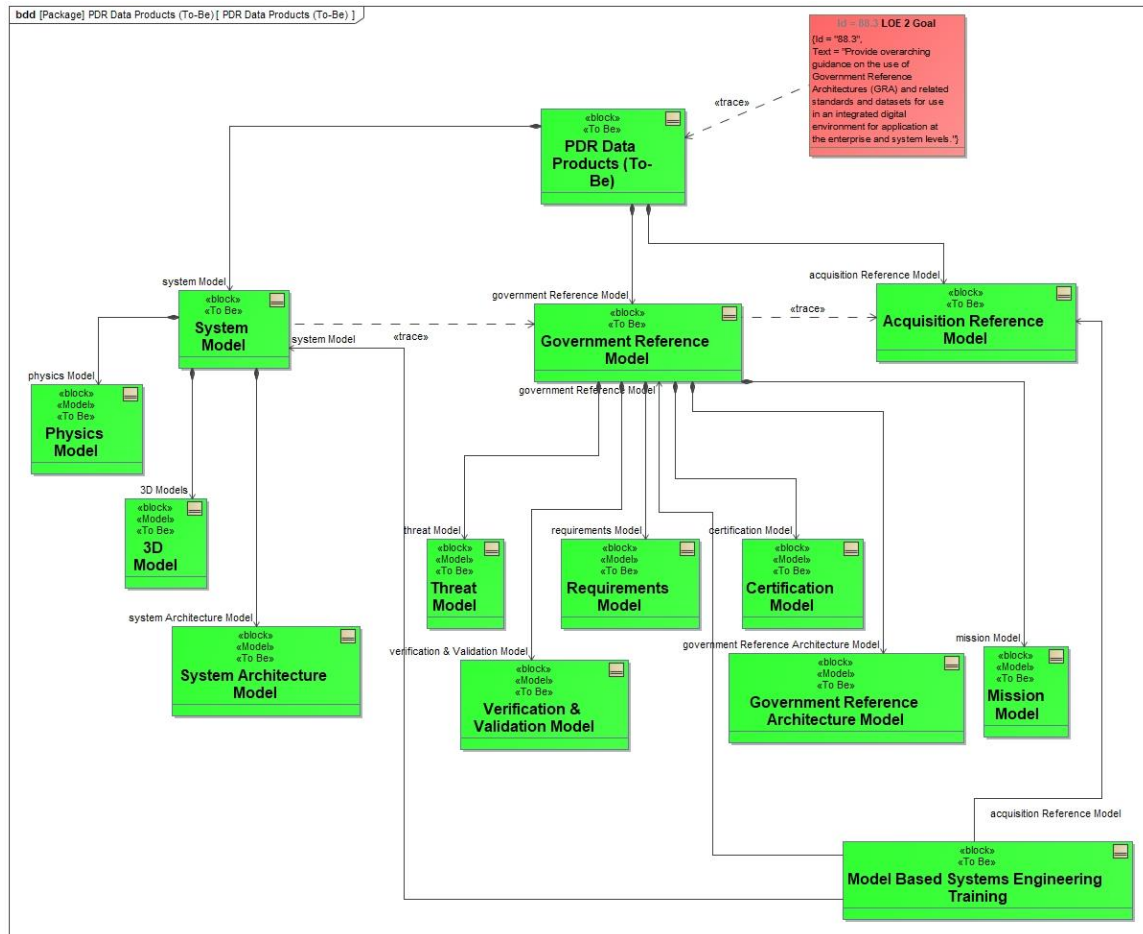 bdd [Package] PDR Data Products (To-Be) [ PDR Data Products (To-Be) ]
Id = 88.3 LOE 2 Goal
{Id = "88.3",
Text = "Provide overarching
guidance on the use of
Government Reference
Architectures (GRA) and related
standards and datasets for use
in an integrated digital
environment for application at
the enterprise and system levels."}
«trace»
«block»
«To Be»
PDR Data
Products (To-
Be)
system Model
«block»
«To Be»
System
Model
government Reference Model
«block»
«To Be»
Government Reference
Model
acquisition Reference Model
«block»
«To Be»
Acquisition Reference
Model
«trace»
«trace»
system Model
government Reference Model
physics Model
«block»
«Model»
«To Be»
Physics
Model
3D Models
«block»
«Model»
«To Be»
3D
Model
system Architecture Model
«block»
«Model»
«To Be»
System Architecture
Model
threat Model
«block»
«Model»
«To Be»
Threat
Model
requirements Model
«block»
«Model»
«To Be»
Requirements
Model
certification Model
«block»
«Model»
«To Be»
Certification
Model
verification & Validation Model
«block»
«Model»
«To Be»
Verification &
Validation Model
government Reference Architecture Model
«block»
«Model»
«To Be»
Government Reference
Architecture Model
mission Model
«block»
«Model»
«To Be»
Mission
Model
acquisition Reference Model
«block»
«To Be»
Model Based Systems Engineering
Training